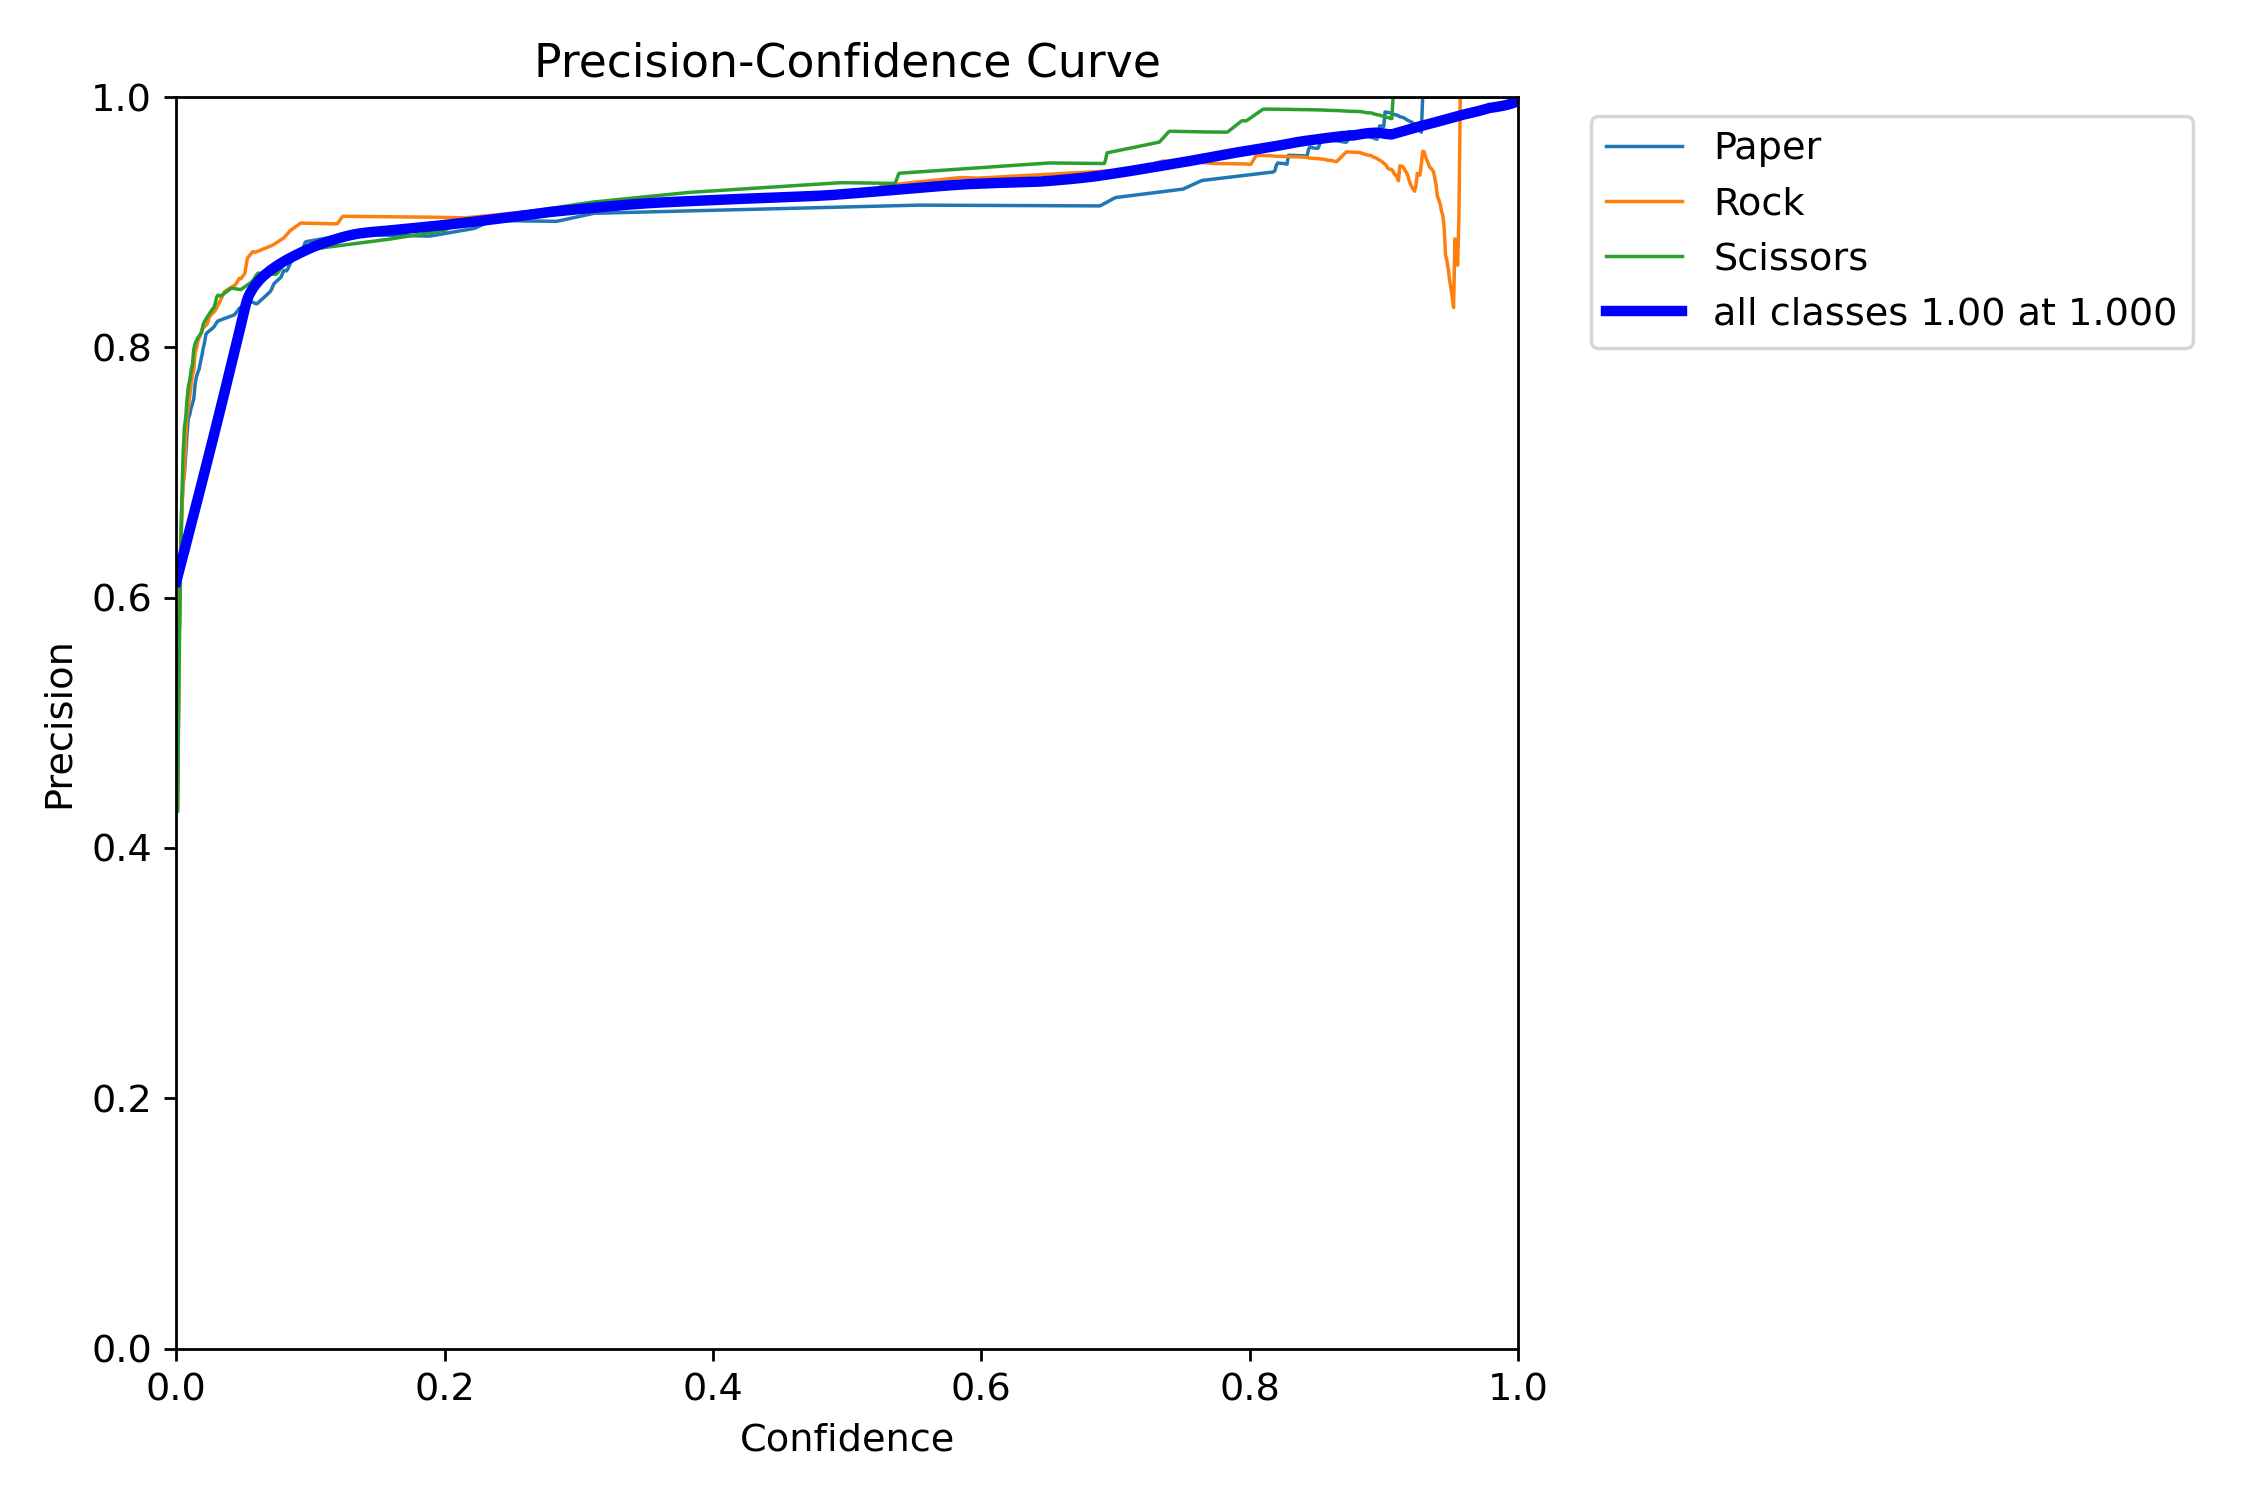 Precision-Confidence Curve
1.0
0.8
0.6
0.4
0.2
0.0
Precision
0.0 0.2 0.4 0.6 0.8 1.0
Confidence
Paper
Rock
Scissors
all classes 1.00 at 1.000